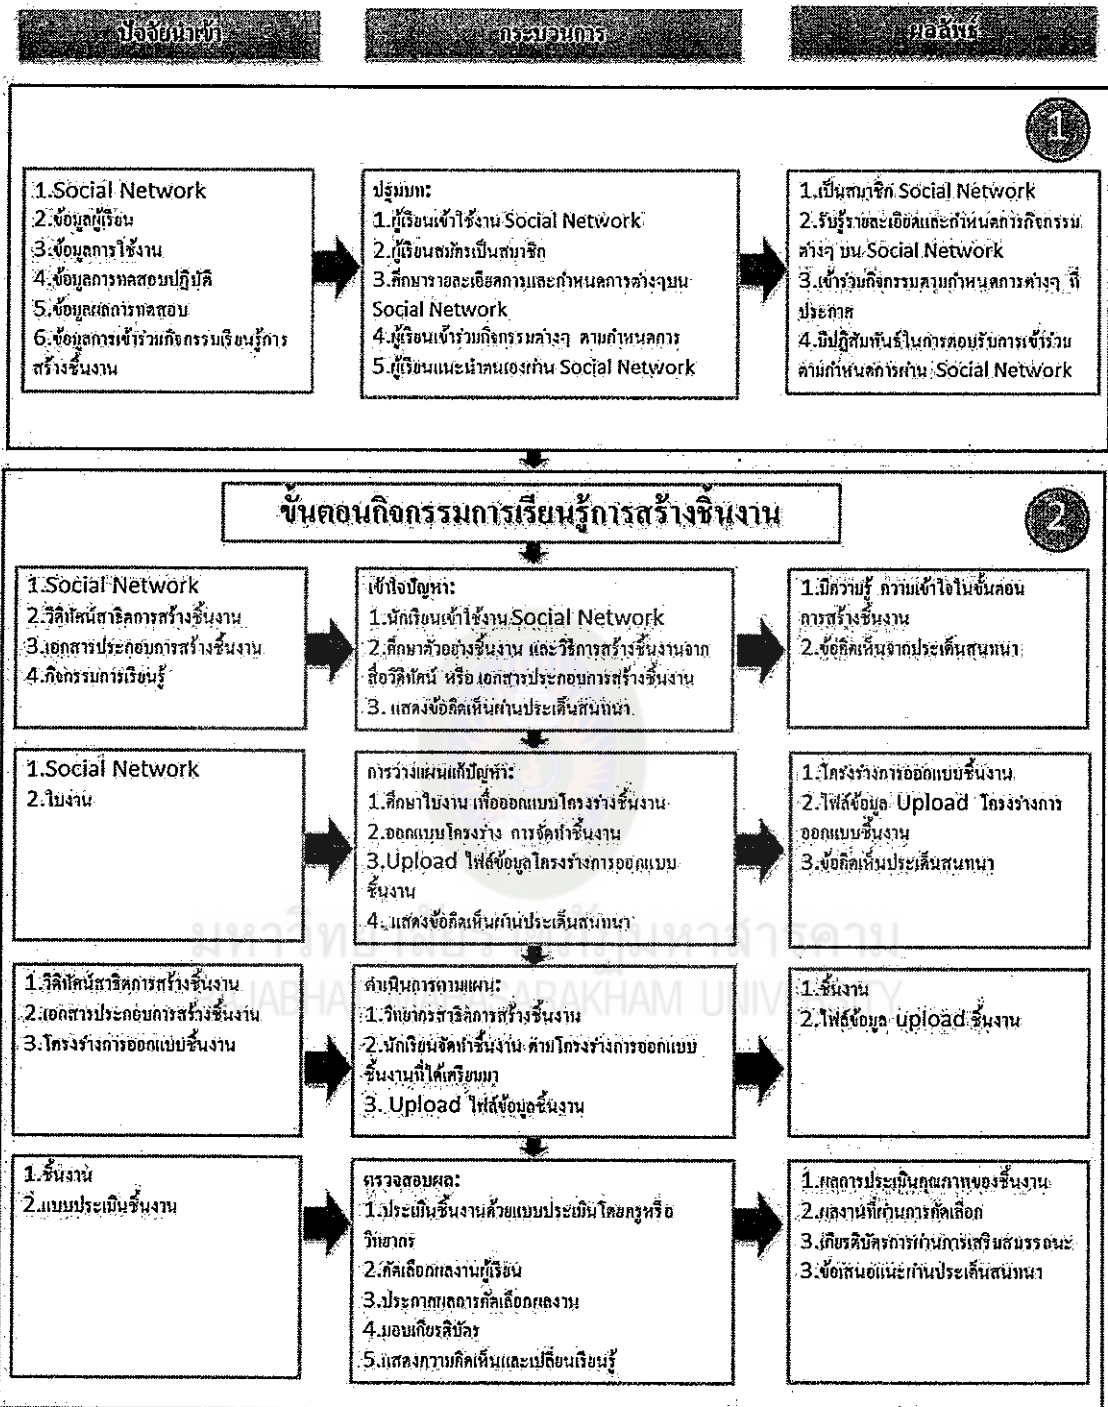 ปัจจัยนำเข้า
กระบวนการ
ผลลัพธ์
1
1.Social Network
2.ข้อมูลผู้เรียน
3.ข้อมูลการใช้งาน
4.ข้อมูลการทดสอบปฏิบัติ
5.ข้อมูลผลการทดสอบ
6.ข้อมูลการเข้าร่วมกิจกรรมเรียนรู้การ
สร้างชิ้นงาน
ปฐมบท:
1.ผู้เรียนเข้าใช้งาน Social Network
2.ผู้เรียนสมัครเป็นสมาชิก
3.ศึกษารายละเอียดการและกำหนดการต่างๆบน
Social Network
4.ผู้เรียนเข้าร่วมกิจกรรมต่างๆ ตามกำหนดการ
5.ผู้เรียนแนะนำตนเองผ่าน Social Network
1.เป็นสมาชิก Social Network
2.รับรู้รายละเอียดและกำหนดการกิจกรรม
ต่างๆ บน Social Network
3.เข้าร่วมกิจกรรมตามกำหนดการต่างๆ ที่
ประกาศ
4.มีปฏิสัมพันธ์ในการตอบรับการเข้าร่วม
ตามกำหนดการผ่าน Social Network
ขั้นตอนกิจกรรมการเรียนรู้การสร้างชิ้นงาน
2
1.Social Network
2.วีดิทัศน์สาธิตการสร้างชิ้นงาน
3.เอกสารประกอบการสร้างชิ้นงาน
4.กิจกรรมการเรียนรู้
เข้าใจปัญหา:
1.นักเรียนเข้าใช้งาน Social Network
2.ศึกษาตัวอย่างชิ้นงาน และวิธีการสร้างชิ้นงานจาก
สื่อวีดิทัศน์ หรือ เอกสารประกอบการสร้างชิ้นงาน
3. แสดงข้อคิดเห็นผ่านประเด็นสนทนา
1.มีความรู้ ความเข้าใจในขั้นตอน
การสร้างชิ้นงาน
2.ข้อคิดเห็นจากประเด็นสนทนา
1.Social Network
2.ใบงาน
การวางแผนแก้ปัญหา:
1.ศึกษาใบงาน เพื่อออกแบบโครงร่างชิ้นงาน
2.ออกแบบโครงร่าง การจัดทำชิ้นงาน
3.Upload ไฟล์ข้อมูลโครงร่างการออกแบบ
ชิ้นงาน
4. แสดงข้อคิดเห็นผ่านประเด็นสนทนา
1.โครงร่างการออกแบบชิ้นงาน
2.ไฟล์ข้อมูล Upload โครงร่างการ
ออกแบบชิ้นงาน
3.ข้อคิดเห็นประเด็นสนทนา
มหาวิทยาลัยราชภัฏมหาสารคาม
RAJABHAT MAHASARAKHAM UNIVERSITY
1.วีดิทัศน์สาธิตการสร้างชิ้นงาน
2.เอกสารประกอบการสร้างชิ้นงาน
3.โครงร่างการออกแบบชิ้นงาน
ดำเนินการตามแผน:
1.วิทยากรสาธิตการสร้างชิ้นงาน
2.นักเรียนจัดทำชิ้นงาน ตามโครงร่างการออกแบบ
ชิ้นงานที่ได้เตรียมมา
3. Upload ไฟล์ข้อมูลชิ้นงาน
1.ชิ้นงาน
2.ไฟล์ข้อมูล upload ชิ้นงาน
1.ชิ้นงาน
2.แบบประเมินชิ้นงาน
ตรวจสอบผล:
1.ประเมินชิ้นงานด้วยแบบประเมินโดยครูหรือ
วิทยากร
2.คัดเลือกผลงานผู้เรียน
3.ประกาศผลการคัดเลือกผลงาน
4.มอบเกียรติบัตร
5.แสดงความคิดเห็นและเปลี่ยนเรียนรู้
1.ผลการประเมินคุณภาพของชิ้นงาน
2.ผลงานที่ผ่านการคัดเลือก
3.เกียรติบัตรการผ่านการเสริมสมรรถนะ
3.ข้อเสนอแนะผ่านประเด็นสนทนา